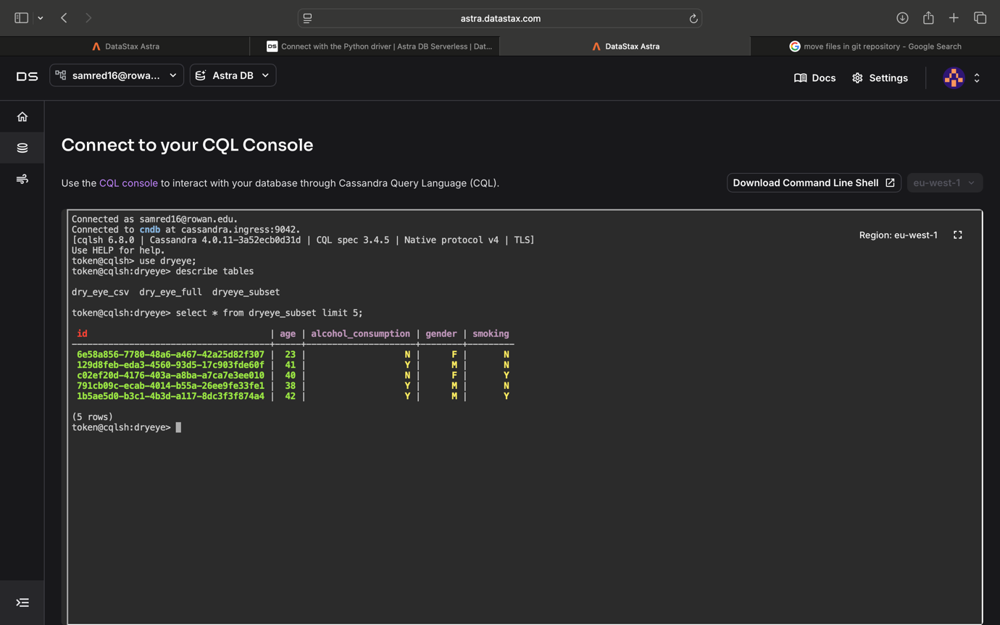 astra.datastax.com
DataStax Astra
DS Connect with the Python driver | Astra DB Serverless | Dat...
DataStax Astra
move files in git repository - Google Search
DS samred16@rowa... Astra DB Docs Settings
Connect to your CQL Console
Use the CQL console to interact with your database through Cassandra Query Language (CQL).
Download Command Line Shell eu-west-1
Region: eu-west-1
Connected as samred16@rowan.edu.
Connected to cndb at cassandra.ingress:9042.
[cqlsh 6.8.0 | Cassandra 4.0.11-3a52ecb0d31d | CQL spec 3.4.5 | Native protocol v4 | TLS]
Use HELP for help.
token@cqlsh> use dryeye;
token@cqlsh:dryeye> describe tables
dry_eye_csv dry_eye_full dryeye_subset
token@cqlsh:dryeye> select * from dryeye_subset limit 5;
id | age | alcohol_consumption | gender | smoking
6e58a856-7780-48a6-a467-42a25d82f307 | 23 | N | F | N
129d8feb-eda3-4560-93d5-17c903fde60f | 41 | Y | M | N
c02ef20d-4176-403a-a8ba-a7ca7e3ee010 | 40 | N | F | Y
791cb09c-ecab-4014-b55a-26ee9fe33fe1 | 38 | Y | M | N
1b5ae5d0-b3c1-4b3d-a117-8dc3f3f874a4 | 42 | Y | M | Y
(5 rows)
token@cqlsh:dryeye>